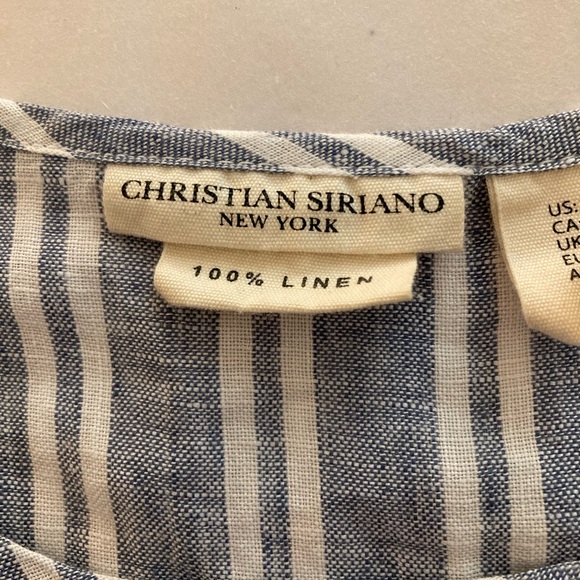 CHRISTIAN SIRIANO
NEW YORK
100% LINEN
US:
CA
UK
EU
A